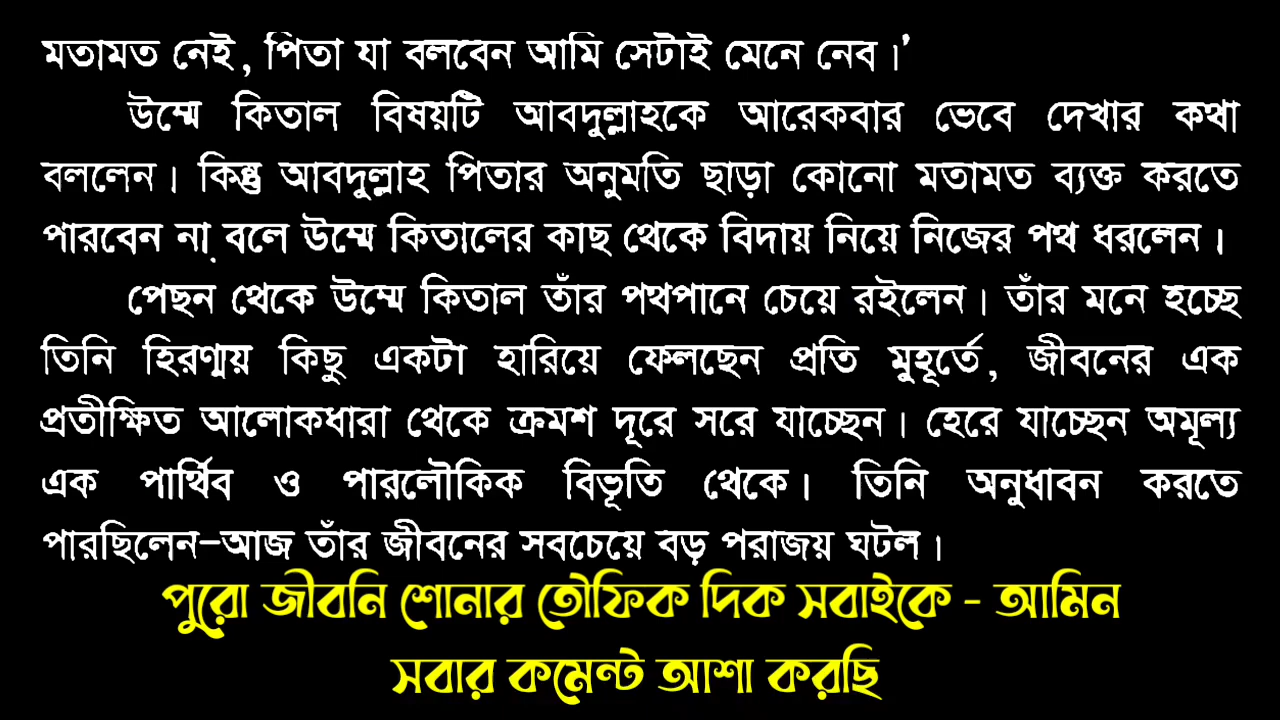 মতামত নেই, পিতা যা বলবেন আমি সেটাই মেনে নেব।'
উম্মে কিতাল বিষয়টি আবদুল্লাহকে আরেকবার ভেবে দেখার কথা
বললেন। কিন্তু আবদুল্লাহ পিতার অনুমতি ছাড়া কোনো মতামত ব্যক্ত করতে
পারবেন না বলে উম্মে কিতালের কাছ থেকে বিদায় নিয়ে নিজের পথ ধরলেন।
পেছন থেকে উম্মে কিতাল তাঁর পথপানে চেয়ে রইলেন। তাঁর মনে হচ্ছে
তিনি হিরণ্ময় কিছু একটা হারিয়ে ফেলছেন প্রতি মুহূর্তে, জীবনের এক
প্রতীক্ষিত আলোকধারা থেকে ক্রমশ দূরে সরে যাচ্ছেন। হেরে যাচ্ছেন অমূল্য
এক পার্থিব ও পারলৌকিক বিভূতি থেকে। তিনি অনুধাবন করতে
পারছিলেন–আজ তাঁর জীবনের সবচেয়ে বড় পরাজয় ঘটল।
পুরো জীবনি শোনার তৌফিক দিক সবাইকে - আমিন
সবার কমেন্ট আশা করছি